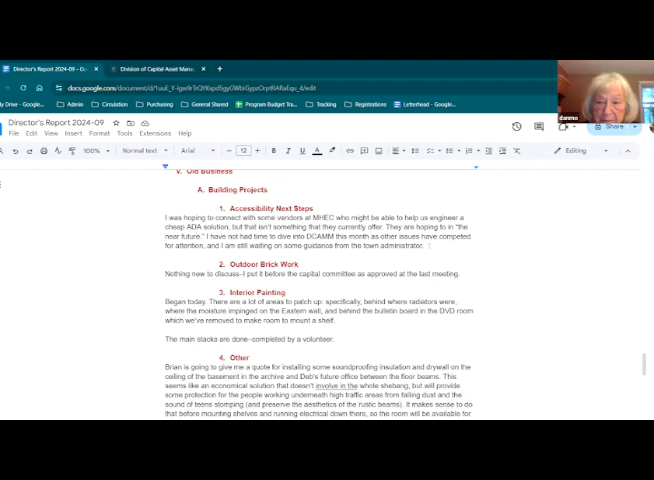 Director's Report 2024-09 - Go...
Division of Capital Asset Mana...
docs.google.com/document/d/
/edit
y Drive - Google...
Admin
Circulation
Purchasing
General Shared
Program Budget Tru...
Tracking
Registrations
Letterhead - Google...
danmo
Director's Report 2024-09
File Edit View Insert Format Tools Extensions Help
Share
100% Normal text Arial 12 Editing
V. Old Business
A. Building Projects
1. Accessibility Next Steps
I was hoping to connect with some vendors at MHEC who might be able to help us engineer a
cheap ADA solution, but that isn't something that they currently offer. They are hoping to in "the
near future." I have not had time to dive into DCAMM this month as other issues have competed
for attention, and I am still waiting on some guidance from the town administrator.
2. Outdoor Brick Work
Nothing new to discuss–I put it before the capital committee as approved at the last meeting.
3. Interior Painting
Began today. There are a lot of areas to patch up: specifically, behind where radiators were,
where the moisture impinged on the Eastern wall, and behind the bulletin board in the DVD room
which we've removed to make room to mount a shelf.
The main stacks are done–completed by a volunteer.
4. Other
Brian is going to give me a quote for installing some soundproofing insulation and drywall on the
ceiling of the basement in the archive and Deb's future office between the floor beams. This
seems like an economical solution that doesn't involve in the whole shebang, but will provide
some protection for the people working underneath high traffic areas from falling dust and the
sound of teens stomping (and preserve the aesthetics of the rustic beams). It makes sense to do
that before mounting shelves and running electrical down there, so the room will be available for